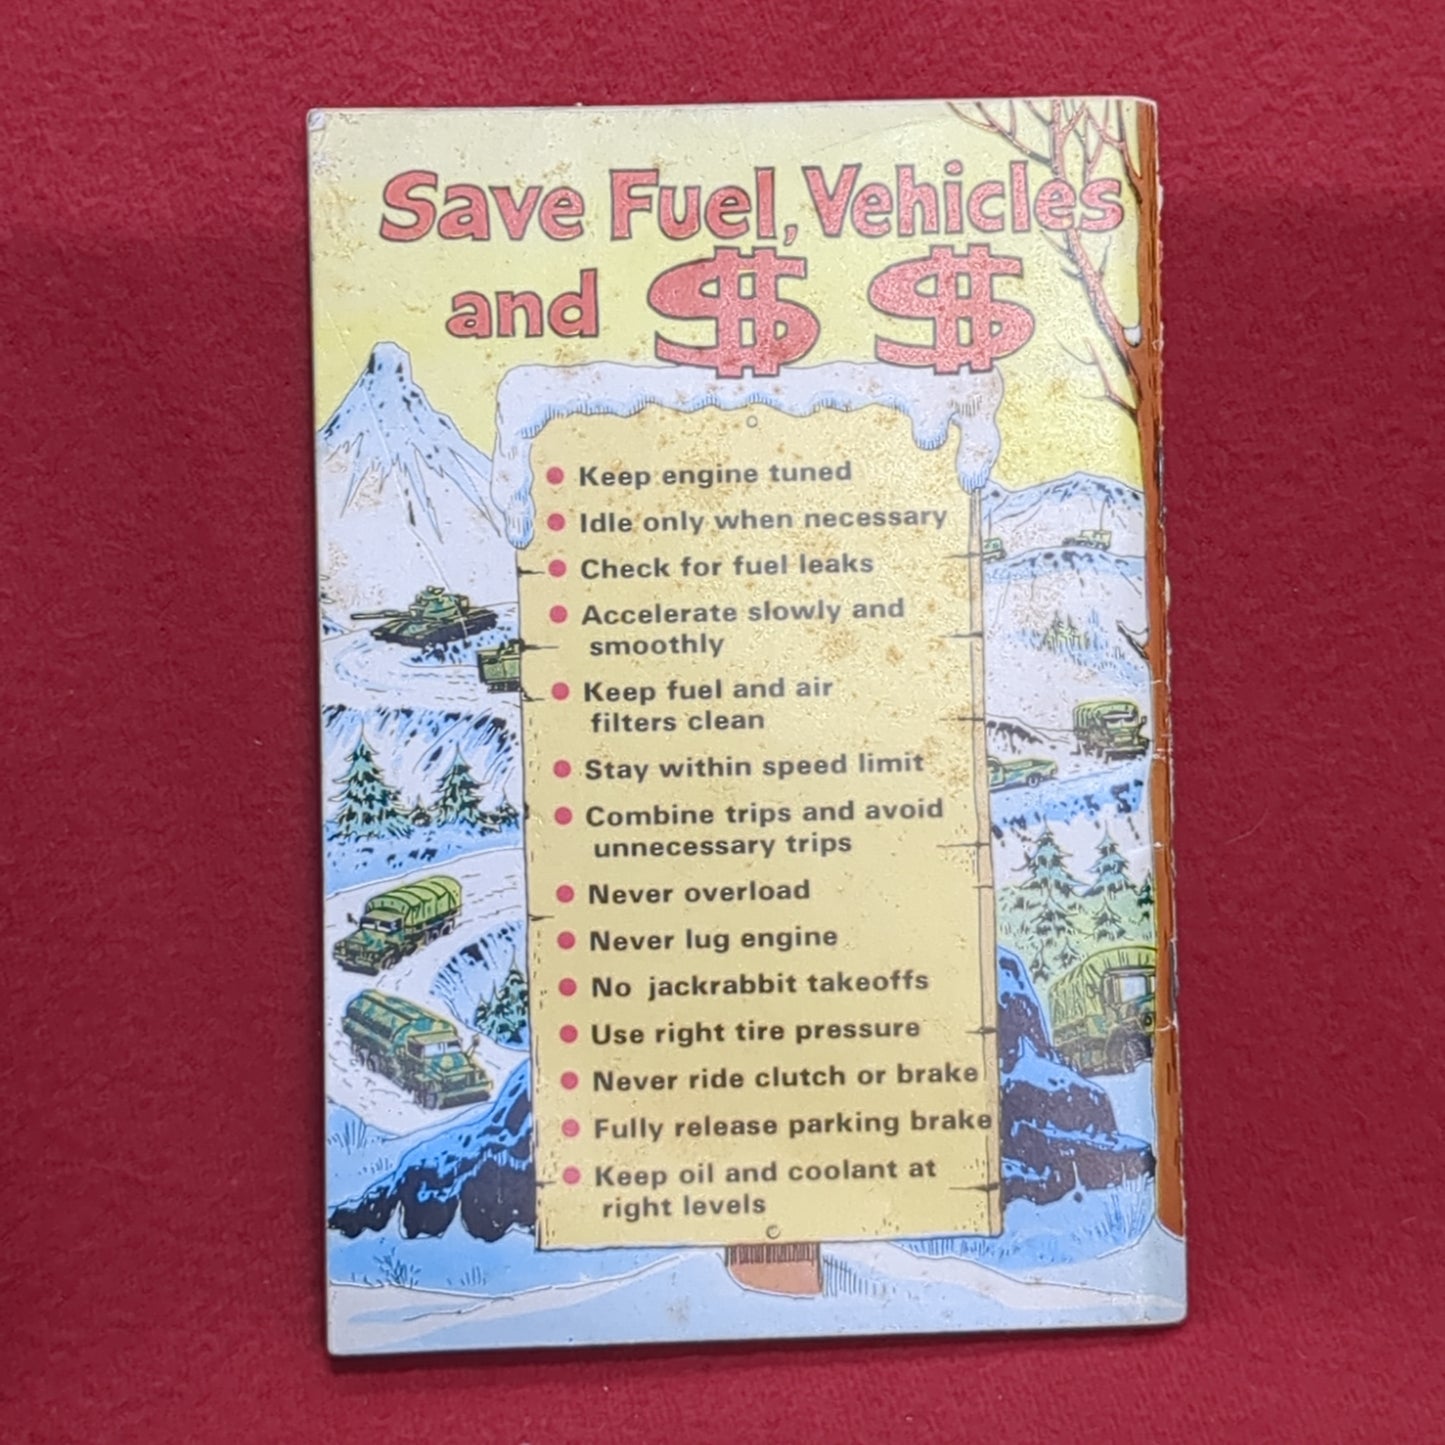 Save Fuel, Vehicles
and $ $
● Keep engine tuned
● Idle only when necessary
● Check for fuel leaks
● Accelerate slowly and
smoothly
● Keep fuel and air
filters clean
● Stay within speed limit
● Combine trips and avoid
unnecessary trips
● Never overload
● Never lug engine
● No jackrabbit takeoffs
● Use right tire pressure
● Never ride clutch or brake
● Fully release parking brake
● Keep oil and coolant at
right levels